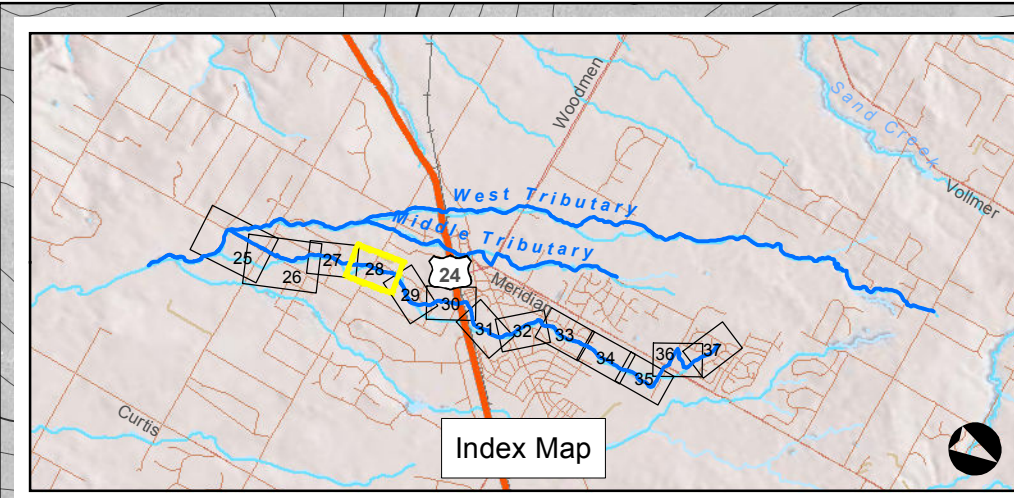 Woodmen
Sand Creek
Vollmer
West Tributary
Middle Tributary
24
Meridian
25
26
27
28
29
30
31
32
33
34
35
36
37
Curtis
Index Map